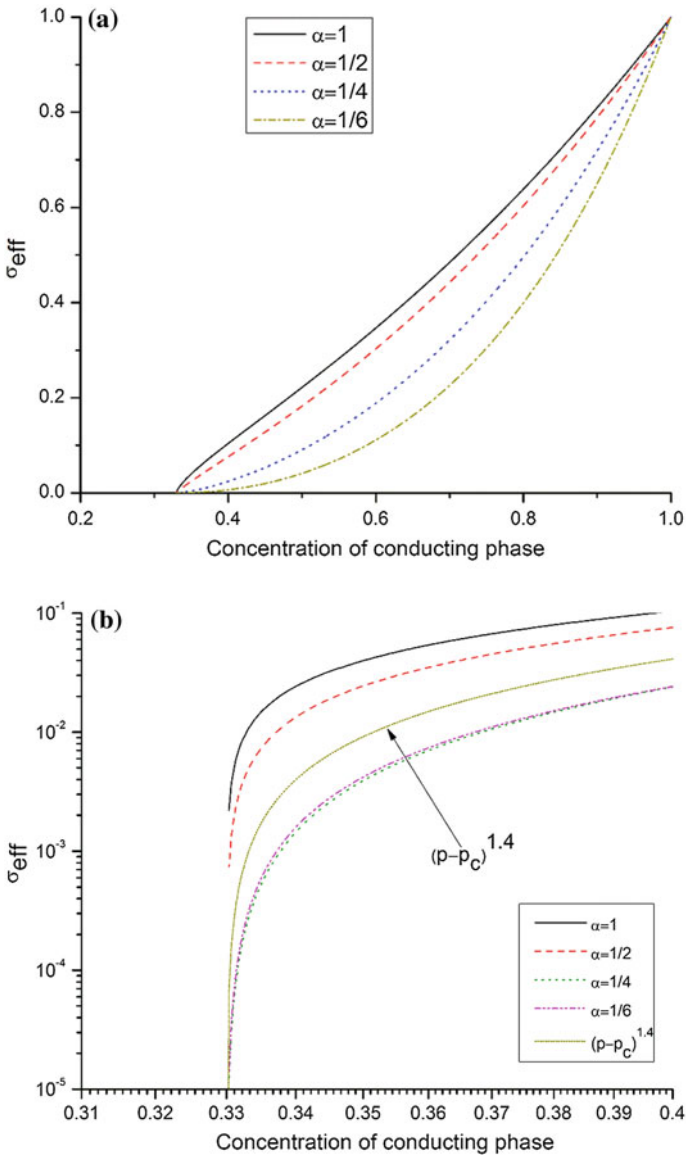 (a)
α=1
α=1/2
α=1/4
α=1/6
1.0
0.8
0.6
0.4
0.2
0.0
σeff
0.2 0.4 0.6 0.8 1.0
Concentration of conducting phase
(b)
10-1
10-2
10-3
10-4
10-5
σeff
(p−pc)1.4
α=1
α=1/2
α=1/4
α=1/6
(p−pc)1.4
0.31 0.32 0.33 0.34 0.35 0.36 0.37 0.38 0.39 0.4
Concentration of conducting phase